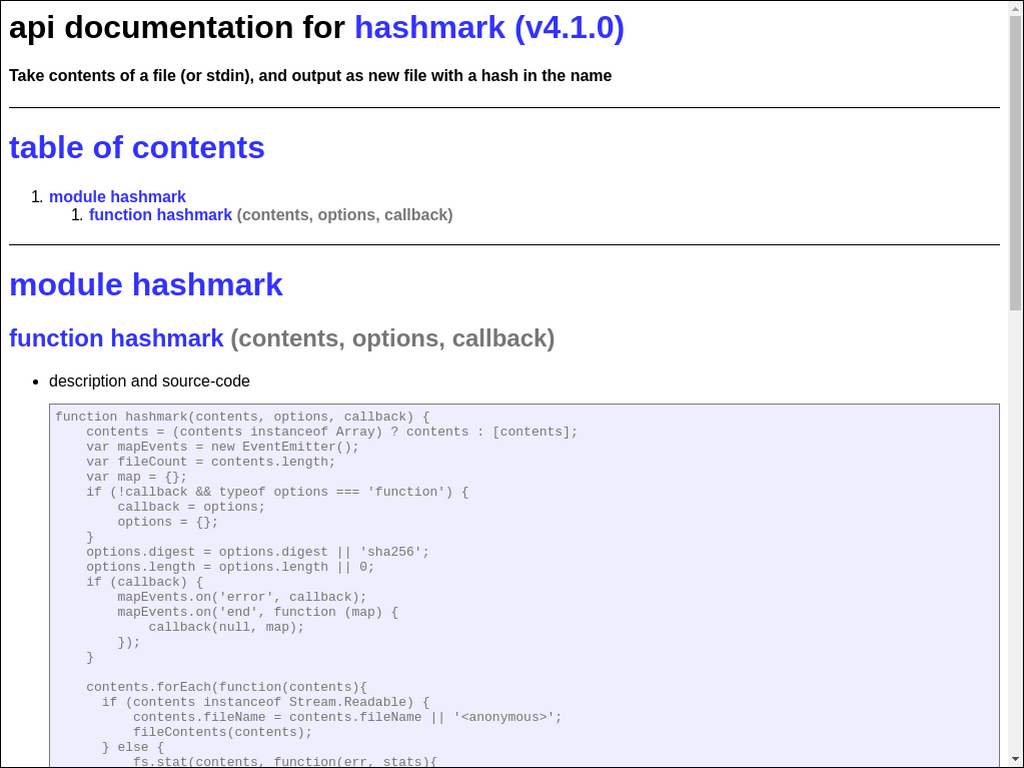 api documentation for hashmark (v4.1.0)
Take contents of a file (or stdin), and output as new file with a hash in the name
table of contents
1. module hashmark
1. function hashmark (contents, options, callback)
module hashmark
function hashmark (contents, options, callback)
• description and source-code
function hashmark(contents, options, callback) {
    contents = (contents instanceof Array) ? contents : [contents];
    var mapEvents = new EventEmitter();
    var fileCount = contents.length;
    var map = {};
    if (!callback && typeof options === 'function') {
        callback = options;
        options = {};
    }
    options.digest = options.digest || 'sha256';
    options.length = options.length || 0;
    if (callback) {
        mapEvents.on('error', callback);
        mapEvents.on('end', function (map) {
            callback(null, map);
        });
    }
    contents.forEach(function(contents){
      if (contents instanceof Stream.Readable) {
          contents.fileName = contents.fileName || '<anonymous>';
          fileContents(contents);
      } else {
          fs.stat(contents, function(err, stats){